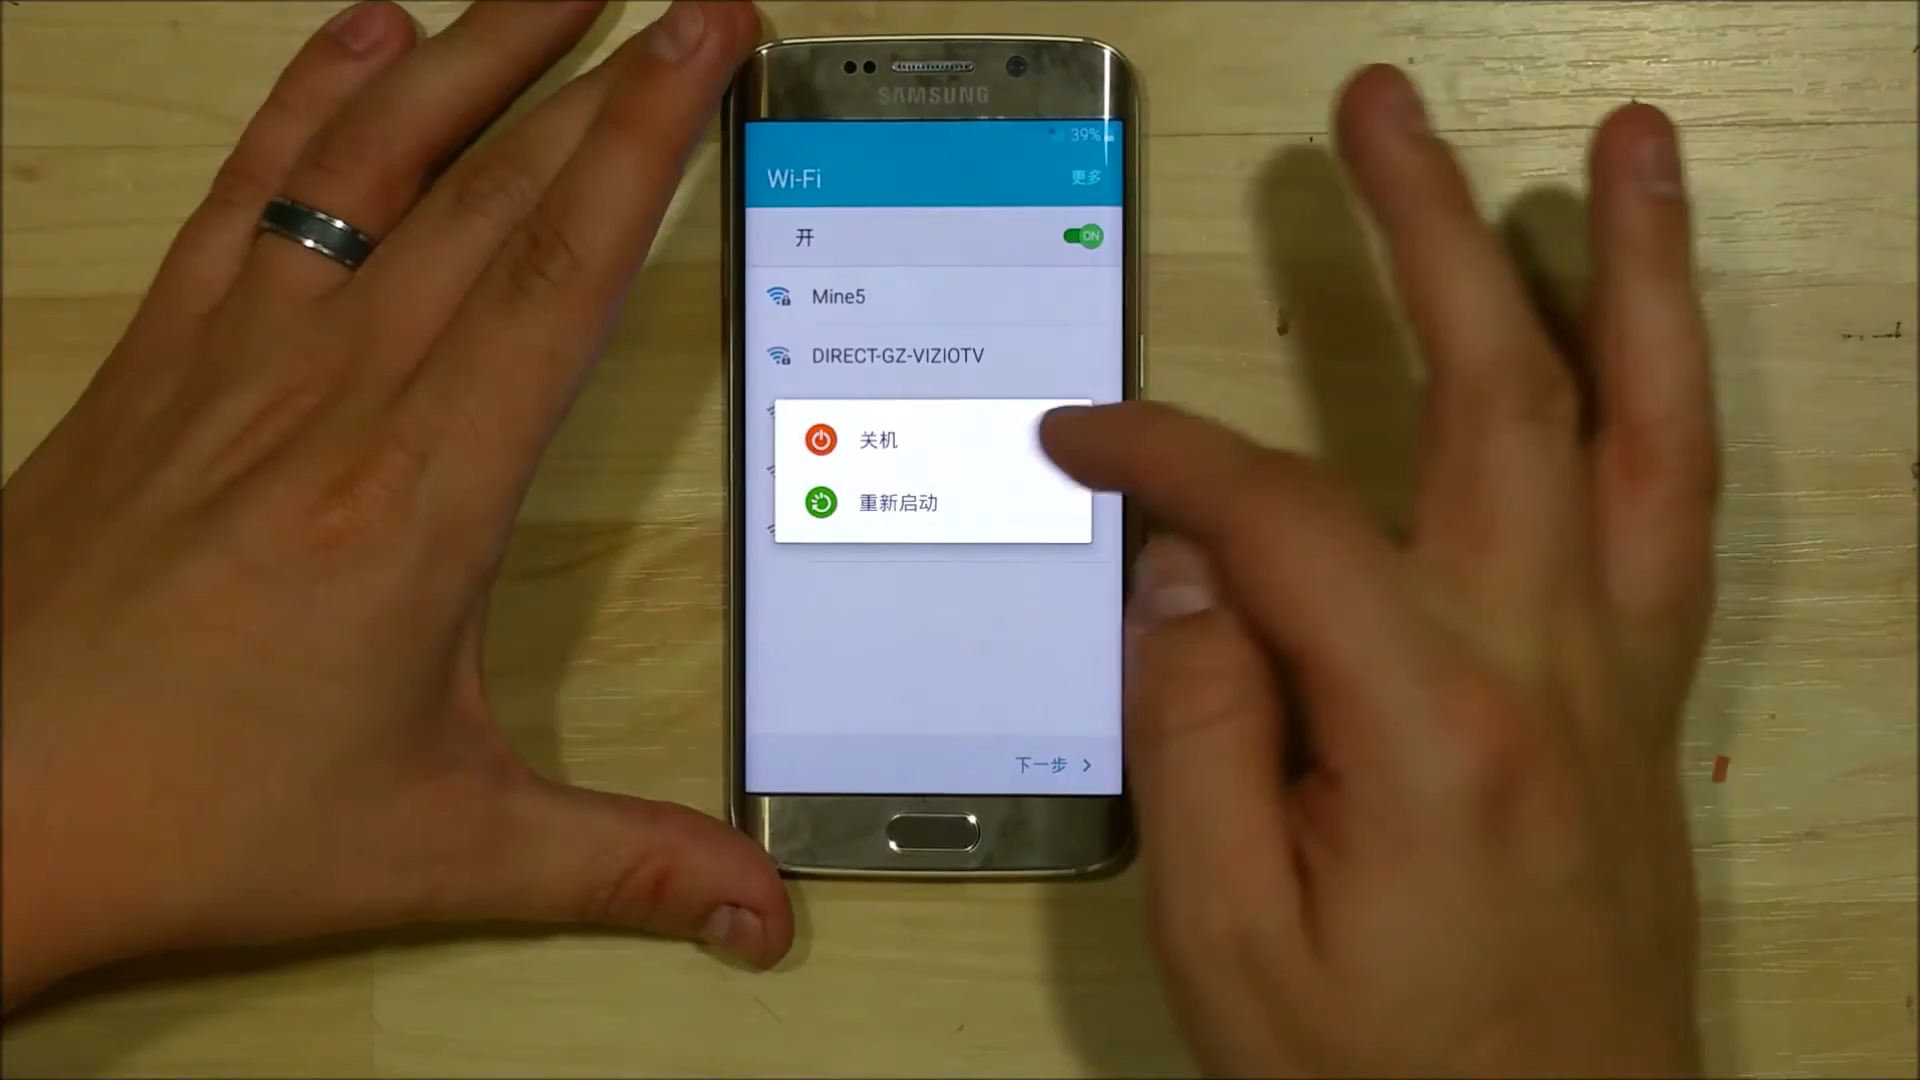 SAMSUNG
39%
Wi-Fi
更多
开
ON
Mine5
DIRECT-GZ-VIZIOTV
关机
重新启动
下一步